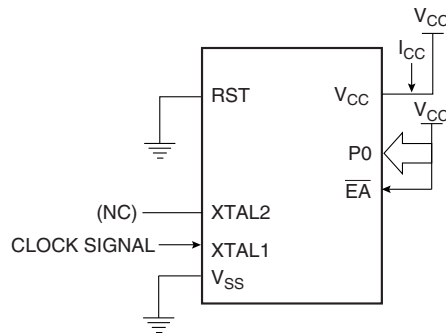 VCC
ICC
RST
VCC
VCC
P0
EA
(NC)
XTAL2
CLOCK SIGNAL
XTAL1
VSS